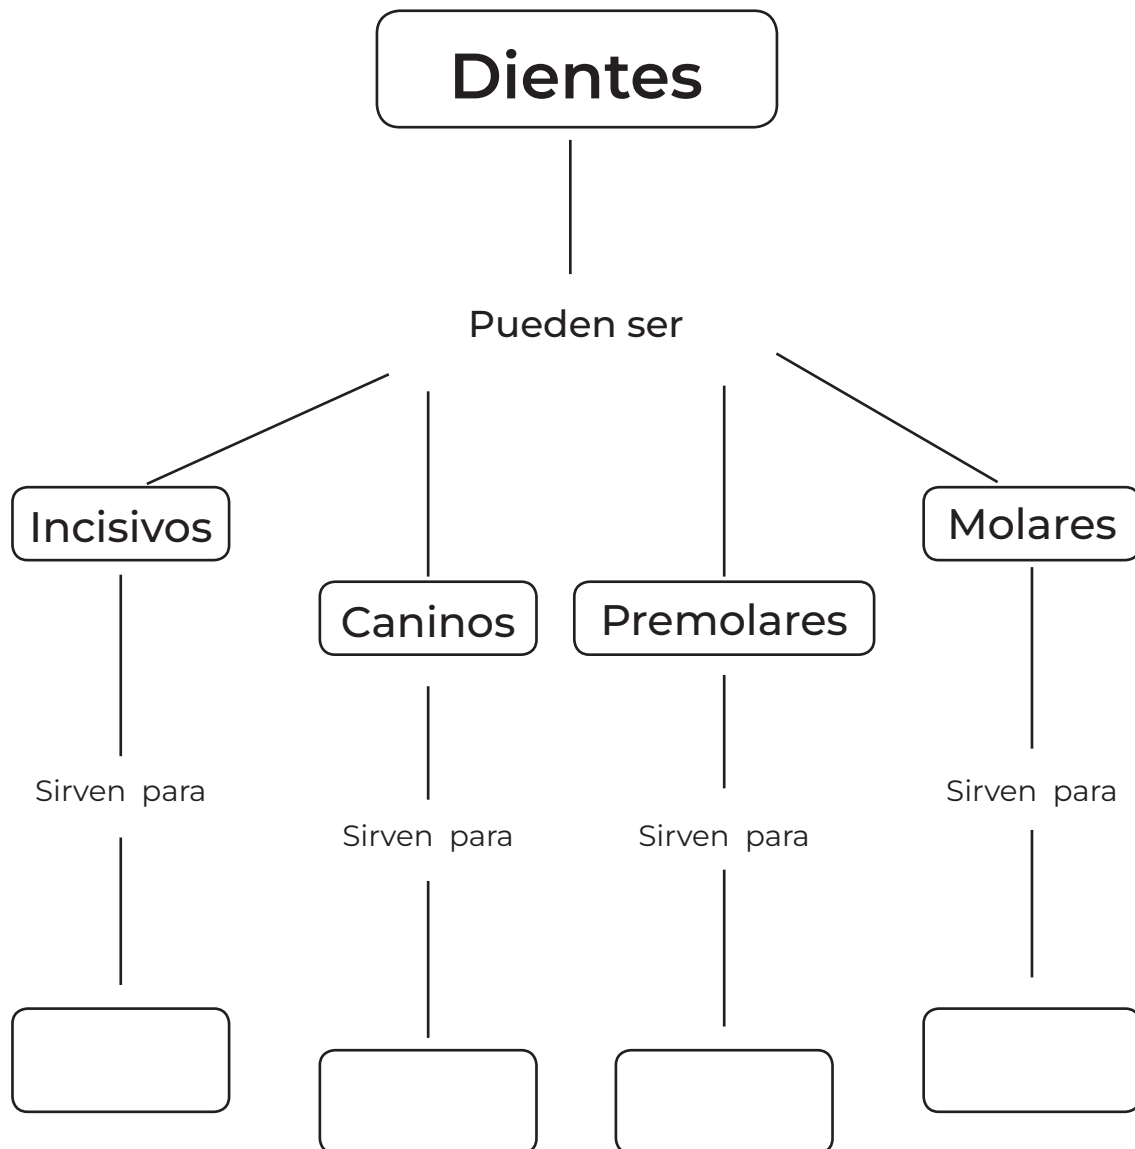 Dientes
Pueden ser
Incisivos
Molares
Caninos
Premolares
Sirven para
Sirven para
Sirven para
Sirven para